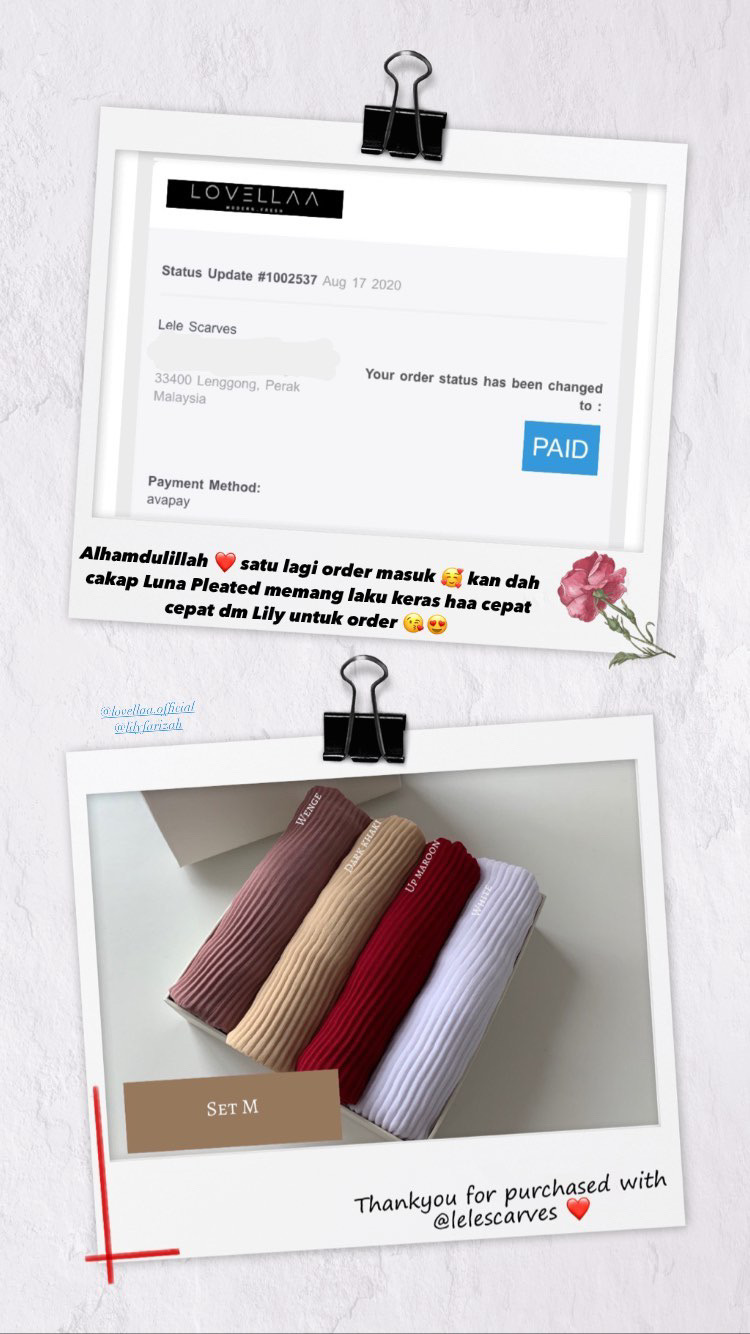 LOVELLAA
MODERN.FRESH
Status Update #1002537 Aug 17 2020
Lele Scarves
33400 Lenggong, Perak
Malaysia
Your order status has been changed
to :
PAID
Payment Method:
avapay
Alhamdulillah ❤️ satu lagi order masuk 🥰 kan dah
cakap Luna Pleated memang laku keras haa cepat
cepat dm Lily untuk order 😘😍
@lovellaa.official
@lilyfarizah
Wenge
Dark khaki
Up maroon
White
Set M
Thankyou for purchased with
@lelescarves ❤️